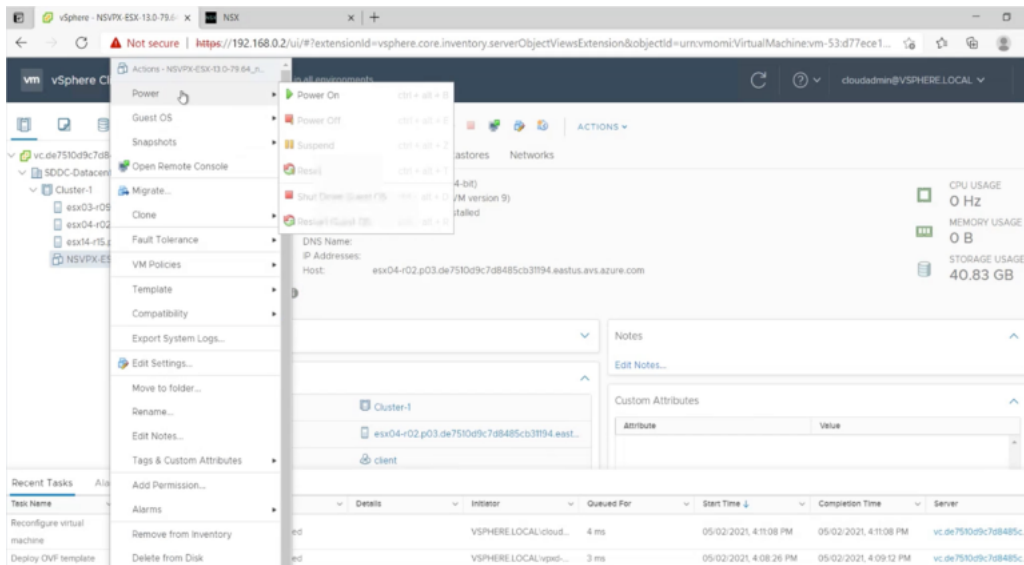 vSphere - NSVPX-ESX-13.0-79.6
NSX
Not secure | https://192.168.0.2/ui/#?extensionId=vsphere.core.inventory.serverObjectViewsExtension&objectId=urn:vmomi:VirtualMachine:vm-53:d77ece1...
vm vSphere Cl
in all environments
cloudadmin@VSPHERE.LOCAL
Actions - NSVPX-ESX-13.0-79.64_n...
Power
Guest OS
Snapshots
Open Remote Console
Migrate...
Clone
Fault Tolerance
VM Policies
Template
Compatibility
Export System Logs...
Edit Settings...
Move to folder...
Rename...
Edit Notes...
Tags & Custom Attributes
Add Permission...
Alarms
Remove from Inventory
Delete from Disk
Power On
Power Off
Suspend
Reset
Shut Down Guest OS
Restart Guest OS
ACTIONS
astores Networks
vc.de7510d9c7d8
SDDC-Datacen
Cluster-1
esx03-r09
esx04-r02
esx14-r15.p
NSVPX-ES
4-bit)
VM version 9)
stalled
DNS Name:
IP Addresses:
Host: esx04-r02.p03.de7510d9c7d8485cb31194.eastus.avs.azure.com
CPU USAGE
0 Hz
MEMORY USAGE
0 B
STORAGE USAGE
40.83 GB
Notes
Edit Notes...
Custom Attributes
Attribute Value
Cluster-1
esx04-r02.p03.de7510d9c7d8485cb31194.east...
client
Recent Tasks Ala
Task Name Details Initiator Queued For Start Time Completion Time Server
Reconfigure virtual machine ed VSPHERE.LOCAL\cloud... 4 ms 05/02/2021, 4:11:08 PM 05/02/2021, 4:11:08 PM vc.de7510d9c7d8485c
Deploy OVF template ed VSPHERE.LOCAL\vpxd-... 3 ms 05/02/2021, 4:08:26 PM 05/02/2021, 4:09:12 PM vc.de7510d9c7d8485c